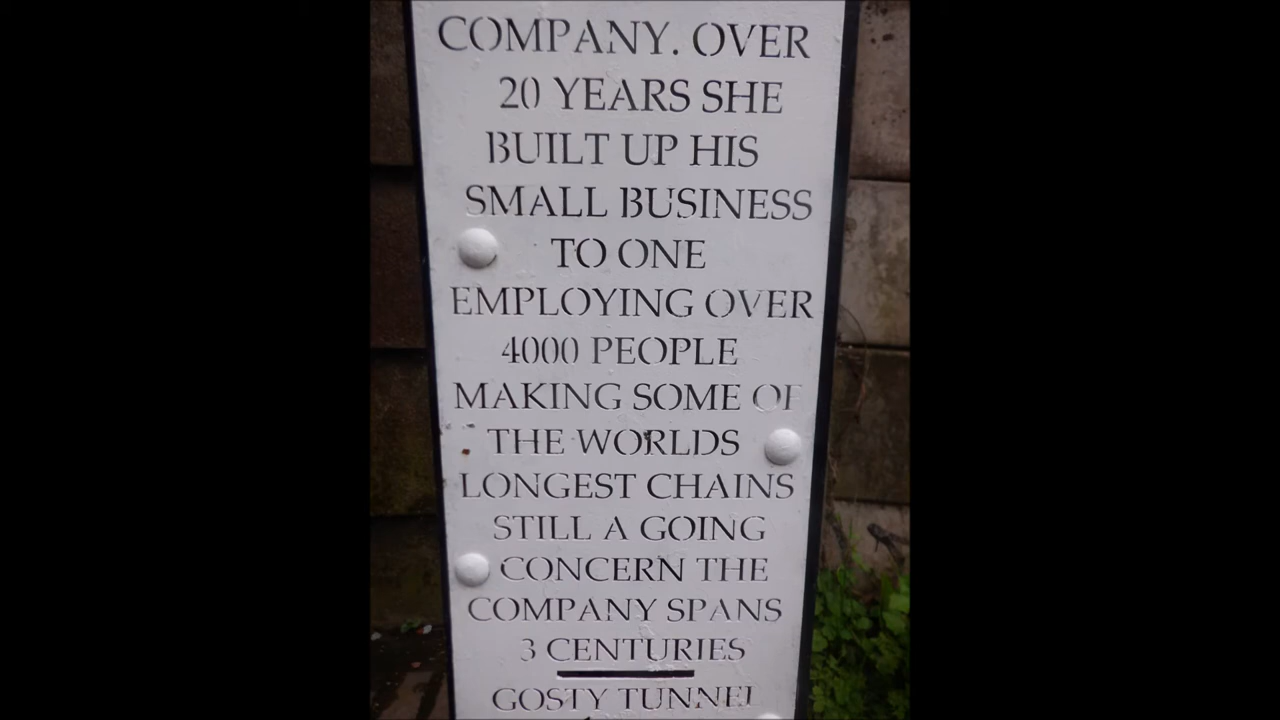 COMPANY. OVER
20 YEARS SHE
BUILT UP HIS
SMALL BUSINESS
TO ONE
EMPLOYING OVER
4000 PEOPLE
MAKING SOME OF
THE WORLDS
LONGEST CHAINS
STILL A GOING
CONCERN THE
COMPANY SPANS
3 CENTURIES
GOSTY TUNNEL